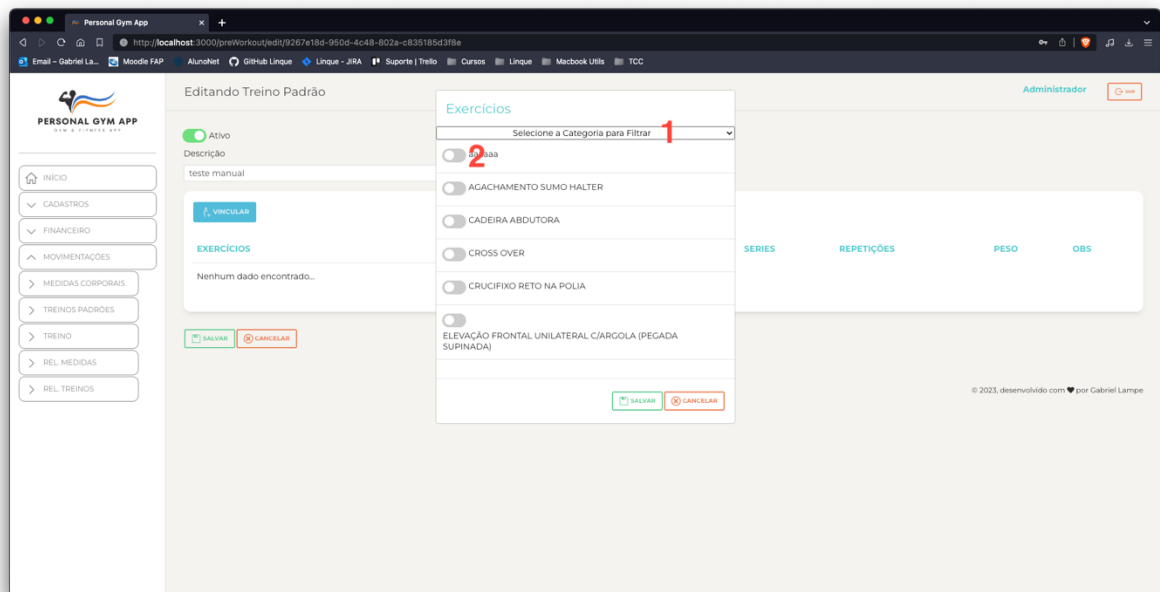 Personal Gym App
http://localhost:3000/preWorkout/edit/9267e18d-950d-4c48-802a-c835185d3f8e
Email – Gabriel La... Moodle FAP AlunoNet GitHub Linque Linque - JIRA Suporte | Trello Cursos Linque Macbook Utils TCC
PERSONAL GYM APP
GYM & FITNESS APP
INÍCIO
CADASTROS
FINANCEIRO
MOVIMENTAÇÕES
MEDIDAS CORPORAIS
TREINOS PADRÕES
TREINO
REL. MEDIDAS
REL. TREINOS
Editando Treino Padrão
Administrador
SAIR
Ativo
Descrição
teste manual
VINCULAR
EXERCÍCIOS SERIES REPETIÇÕES PESO OBS
Nenhum dado encontrado...
SALVAR CANCELAR
Exercícios
Selecione a Categoria para Filtrar 1
2
AGACHAMENTO SUMO HALTER
CADEIRA ABDUTORA
CROSS OVER
CRUCIFIXO RETO NA POLIA
ELEVAÇÃO FRONTAL UNILATERAL C/ARGOLA (PEGADA
SUPINADA)
SALVAR CANCELAR
© 2023, desenvolvido com ♥ por Gabriel Lampe